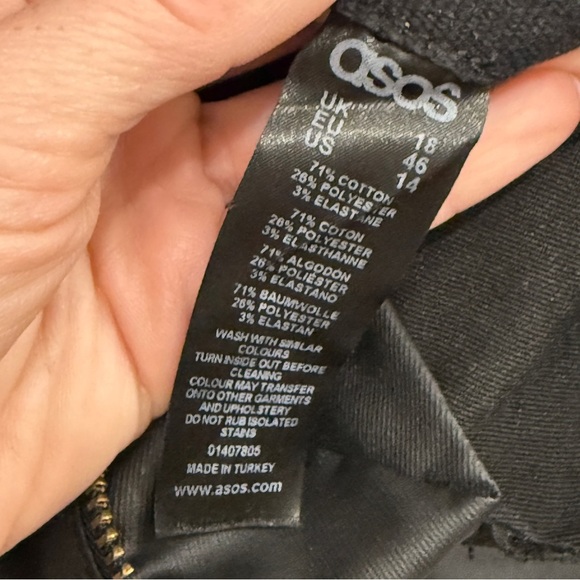 asos
UK 18
EU 46
US 14
71% COTTON
26% POLYESTER
3% ELASTANE
71% COTON
26% POLYESTER
3% ELASTHANNE
71% ALGODÓN
26% POLIÉSTER
3% ELASTANO
71% BAUMWOLLE
26% POLYESTER
3% ELASTAN
WASH WITH SIMILAR
COLOURS
TURN INSIDE OUT BEFORE
CLEANING
COLOUR MAY TRANSFER
ONTO OTHER GARMENTS
AND UPHOLSTERY
DO NOT RUB ISOLATED
STAINS
01407805
MADE IN TURKEY
www.asos.com